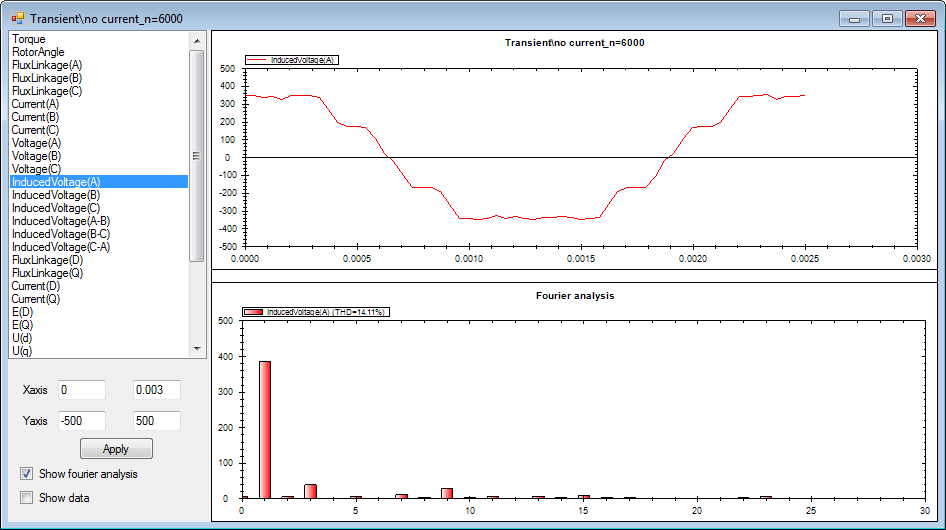 Transient\no current_n=6000
Torque
RotorAngle
FluxLinkage(A)
FluxLinkage(B)
FluxLinkage(C)
Current(A)
Current(B)
Current(C)
Voltage(A)
Voltage(B)
Voltage(C)
InducedVoltage(A)
InducedVoltage(B)
InducedVoltage(C)
InducedVoltage(A-B)
InducedVoltage(B-C)
InducedVoltage(C-A)
FluxLinkage(D)
FluxLinkage(Q)
Current(D)
Current(Q)
E(D)
E(Q)
U(d)
U(q)
Xaxis 0 0.003
Yaxis -500 500
Apply
Show fourier analysis
Show data
Transient\no current_n=6000
InducedVoltage(A)
500
400
300
200
100
0
-100
-200
-300
-400
-500
0.0000 0.0005 0.0010 0.0015 0.0020 0.0025 0.0030
Fourier analysis
InducedVoltage(A) (THD=14.11%)
500
400
300
200
100
0
0 5 10 15 20 25 30